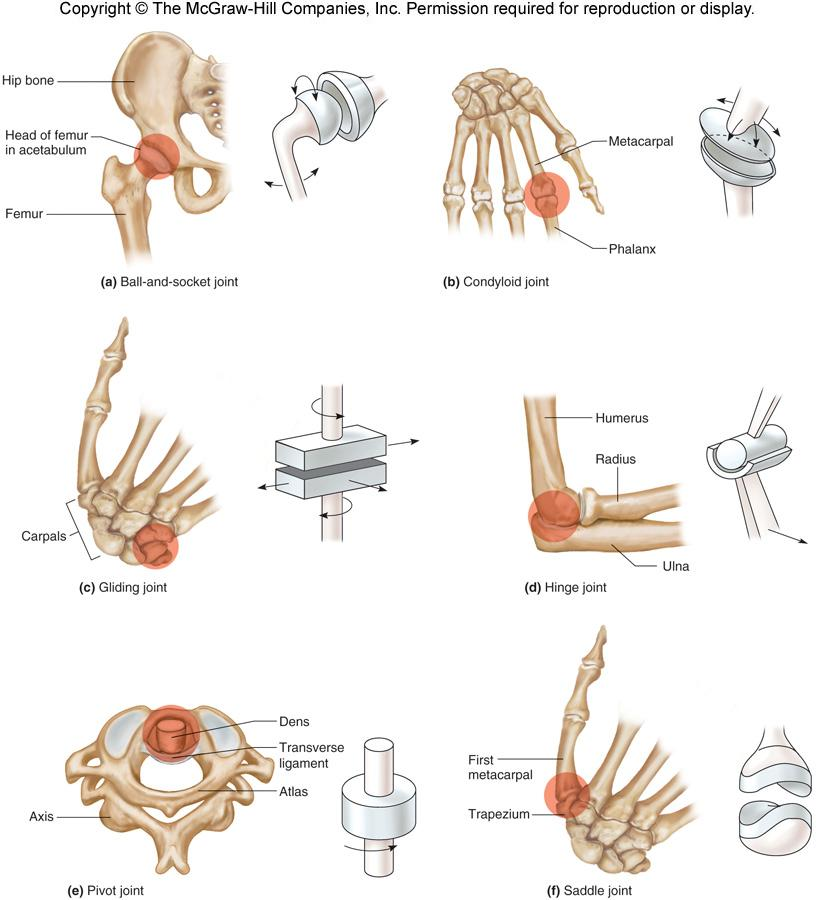 Copyright © The McGraw-Hill Companies, Inc. Permission required for reproduction or display.
Hip bone
Head of femur
in acetabulum
Femur
(a) Ball-and-socket joint
Metacarpal
Phalanx
(b) Condyloid joint
Carpals
(c) Gliding joint
Humerus
Radius
Ulna
(d) Hinge joint
Dens
Transverse
ligament
Atlas
Axis
(e) Pivot joint
First
metacarpal
Trapezium
(f) Saddle joint